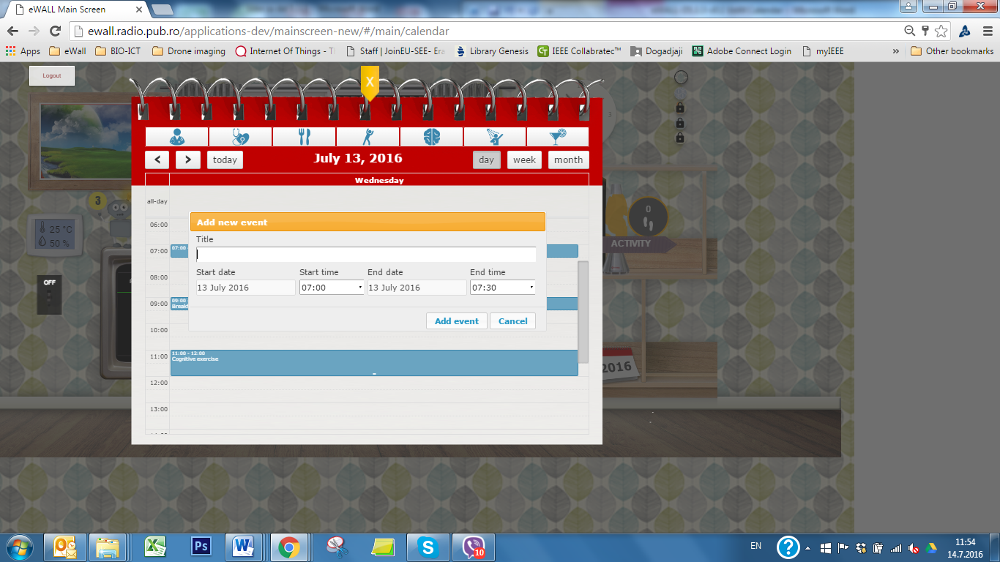 eWALL Main Screen
ewall.radio.pub.ro/applications-dev/mainscreen-new/#/main/calendar
Apps eWall BIO-ICT Drone imaging Internet Of Things - T Staff | JoinEU-SEE- Era Library Genesis IEEE Collabratec™ Dogadjaji Adobe Connect Login myIEEE » Other bookmarks
Logout
X
3
today July 13, 2016 day week month
Wednesday
all-day
3
06:00
Add new event
0
25 °C
Title
50 %
07:00
07:00 -
ACTIVITY
Start date Start time End date End time
08:00
OFF
13 July 2016 07:00 13 July 2016 07:30
09:00
09:00 -
Breakf
Add event Cancel
10:00
11:00
11:00 - 12:00
Cognitive exercise
2016
12:00
13:00
EN
11:54
14.7.2016
10